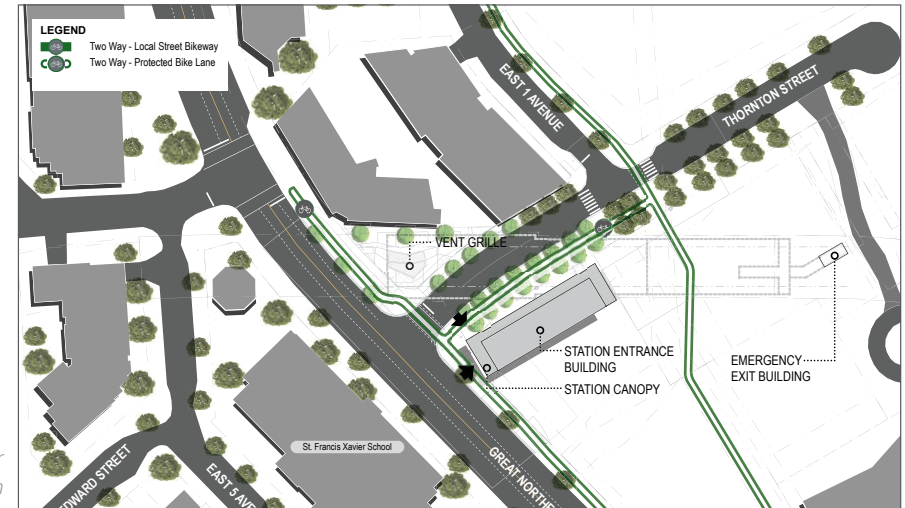 LEGEND
Two Way - Local Street Bikeway
Two Way - Protected Bike Lane
EAST 1 AVENUE
THORNTON STREET
VENT GRILLE
STATION ENTRANCE
BUILDING
STATION CANOPY
EMERGENCY
EXIT BUILDING
St. Francis Xavier School
GREAT NORTHE
EDWARD STREET
EAST 5 AVE